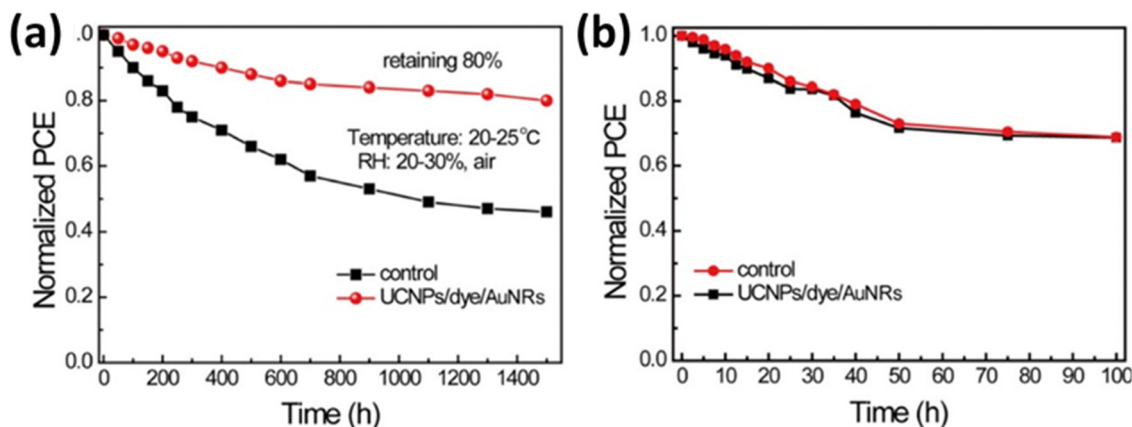 (a)
Normalized PCE
.0
0.8
0.6
0.4
0.2
0.0
retaining 80%
Temperature: 20-25°C
RH: 20-30%, air
control
UCNPs/dye/AuNRs
0 200 400 600 800 1000 1200 1400
Time (h)
(b)
Normalized PCE
1.0
0.8
0.6
0.4
0.2
0.0
control
UCNPs/dye/AuNRs
0 10 20 30 40 50 60 70 80 90 100
Time (h)